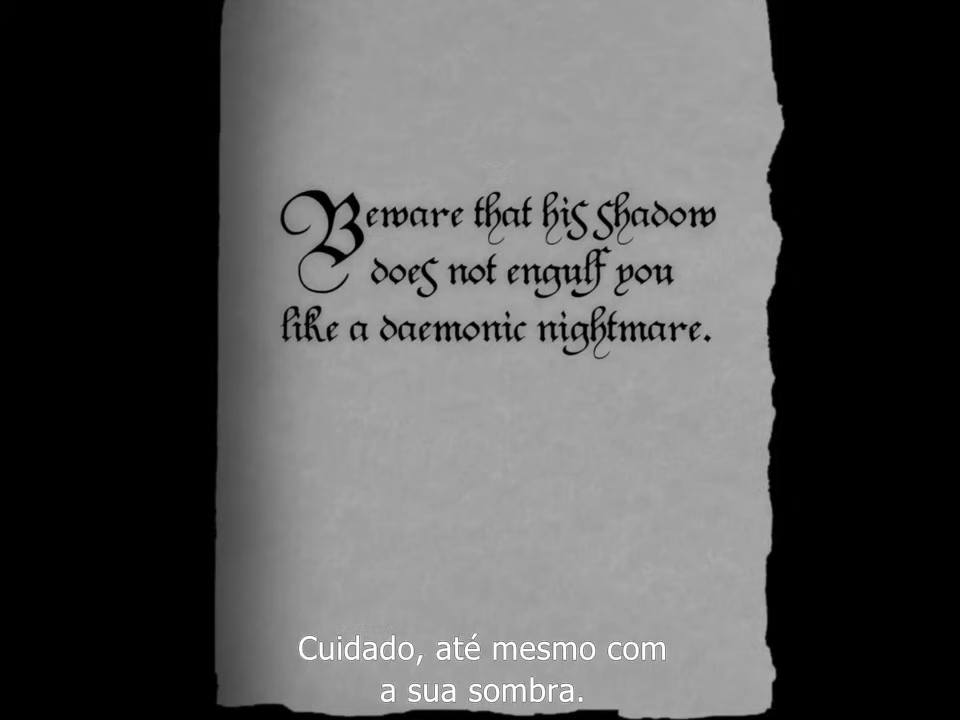 Beware that his shadow
does not engulf you
like a daemonic nightmare.
Cuidado, até mesmo com
a sua sombra.